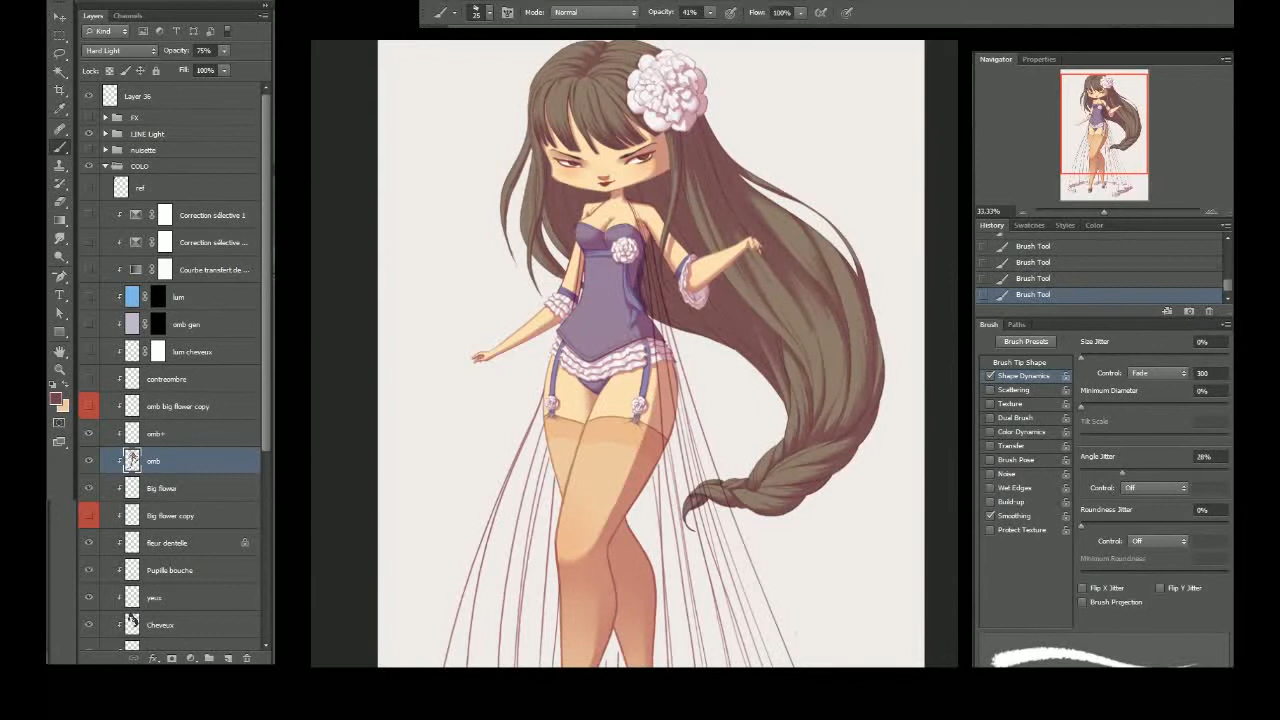 25 Mode: Normal Opacity: 41% Flow: 100%
Layers Channels
Kind
Hard Light Opacity: 75%
Lock: Fill: 100%
Layer 36
FX
LINE Light
nuisette
COLO
ref
Correction sélective 1
Correction sélective ...
Courbe transfert de ...
lum
omb gen
lum cheveux
contreombre
omb big flower copy
omb+
omb
Big flower
Big flower copy
fleur dentelle
Pupille bouche
yeux
Cheveux
Navigator Properties
33,33%
History Swatches Styles Color
Brush Tool
Brush Tool
Brush Tool
Brush Tool
Brush Paths
Brush Presets Size Jitter 0%
Brush Tip Shape
Shape Dynamics Control: Fade 300
Scattering Minimum Diameter 0%
Texture
Dual Brush Tilt Scale
Color Dynamics
Transfer
Brush Pose Angle Jitter 28%
Noise
Wet Edges Control: Off
Build-up
Smoothing Roundness Jitter 0%
Protect Texture
Control: Off
Minimum Roundness
Flip X Jitter Flip Y Jitter
Brush Projection